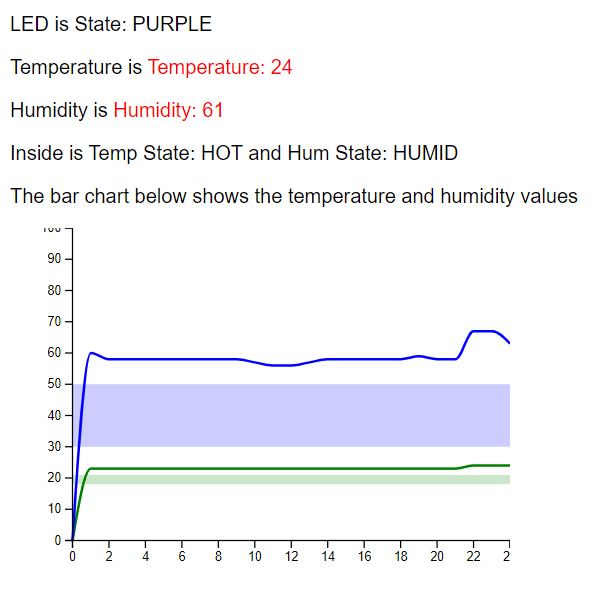 LED is State: PURPLE
Temperature is Temperature: 24
Humidity is Humidity: 61
Inside is Temp State: HOT and Hum State: HUMID
The bar chart below shows the temperature and humidity values
100
90
80
70
60
50
40
30
20
10
0
0 2 4 6 8 10 12 14 16 18 20 22 2